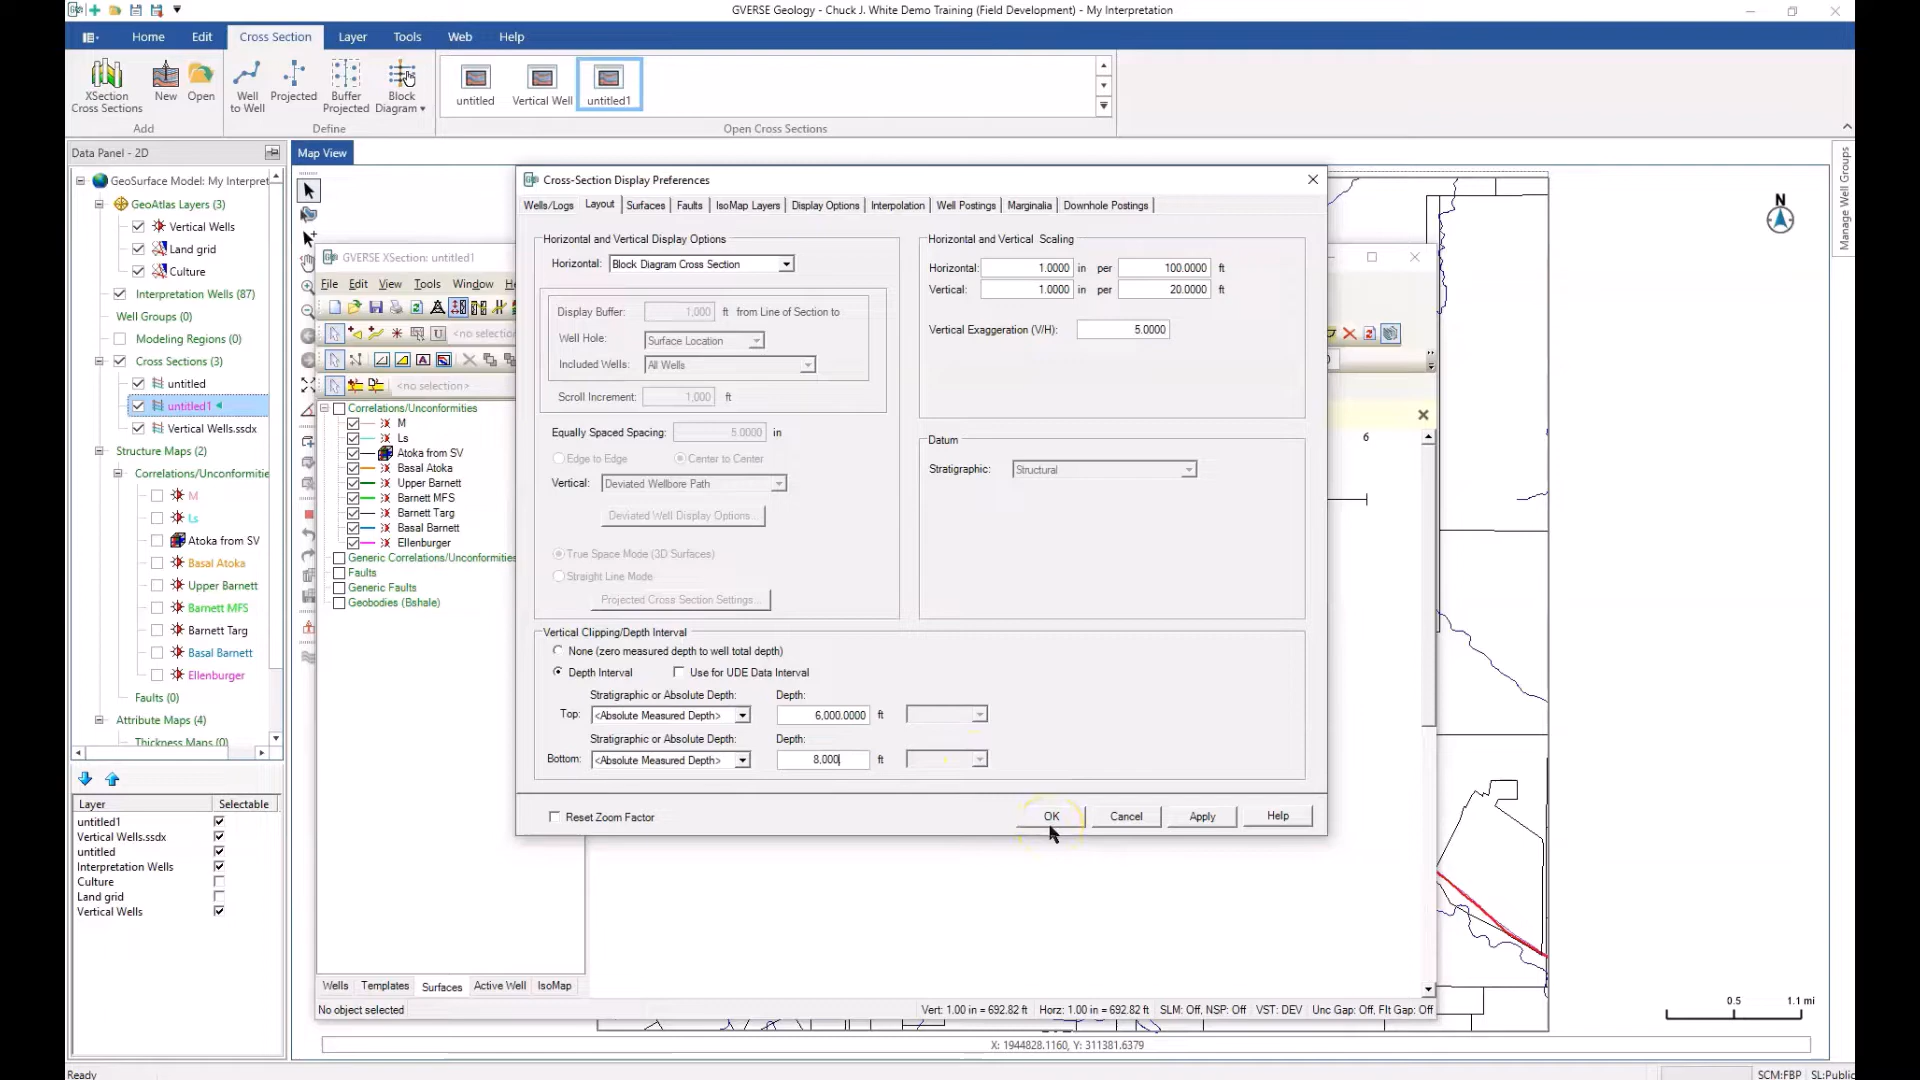 GVERSE Geology - Chuck J. White Demo Training (Field Development) - My Interpretation
Home Edit Cross Section Layer Tools Web Help
XSection Cross Sections
New
Open
Well to Well
Projected
Buffer Projected
Block Diagram
untitled
Vertical Well
untitled1
Add
Define
Open Cross Sections
Data Panel - 2D
Map View
GeoSurface Model: My Interpret
GeoAtlas Layers (3)
Vertical Wells
Land grid
Culture
Interpretation Wells (87)
Well Groups (0)
Modeling Regions (0)
Cross Sections (3)
untitled
untitled1
Vertical Wells.ssdx
Structure Maps (2)
Correlations/Unconformitie
M
Ls
Atoka from SV
Basal Atoka
Upper Barnett
Barnett MFS
Barnett Targ
Basal Barnett
Ellenburger
Faults (0)
Attribute Maps (4)
Thickness Maps (0)
Layer Selectable
untitled1
Vertical Wells.ssdx
untitled
Interpretation Wells
Culture
Land grid
Vertical Wells
GVERSE XSection: untitled1
File Edit View Tools Window
<no selectio
<no selection>
Correlations/Unconformities
M
Ls
Atoka from SV
Basal Atoka
Upper Barnett
Barnett MFS
Barnett Targ
Basal Barnett
Ellenburger
Generic Correlations/Unconformities
Faults
Generic Faults
Geobodies (Bshale)
Wells Templates Surfaces Active Well IsoMap
No object selected
Vert: 1.00 in = 692.82 ft Horz: 1.00 in = 692.82 ft SLM: Off, NSP: Off VST: DEV Unc Gap: Off, Flt Gap: Off
Cross-Section Display Preferences
Wells/Logs Layout Surfaces Faults IsoMap Layers Display Options Interpolation Well Postings Marginalia Downhole Postings
Horizontal and Vertical Display Options
Horizontal: Block Diagram Cross Section
Display Buffer: 1,000 ft from Line of Section to
Well Hole: Surface Location
Included Wells: All Wells
Scroll Increment: 1,000 ft
Equally Spaced Spacing: 5.0000 in
Edge to Edge Center to Center
Vertical: Deviated Wellbore Path
Deviated Well Display Options...
True Space Mode (3D Surfaces)
Straight Line Mode
Projected Cross Section Settings...
Horizontal and Vertical Scaling
Horizontal: 1.0000 in per 100.0000 ft
Vertical: 1.0000 in per 20.0000 ft
Vertical Exaggeration (V/H): 5.0000
Datum
Stratigraphic: Structural
Vertical Clipping/Depth Interval
None (zero measured depth to well total depth)
Depth Interval Use for UDE Data Interval
Stratigraphic or Absolute Depth: Depth:
Top: <Absolute Measured Depth> 6,000.0000 ft
Stratigraphic or Absolute Depth: Depth:
Bottom: <Absolute Measured Depth> 8,000 ft
Reset Zoom Factor
OK Cancel Apply Help
6
N
Manage Well Groups
0.5 1.1 mi
X: 1944828.1160, Y: 311381.6379
Ready
SCM:FBP SL:Public